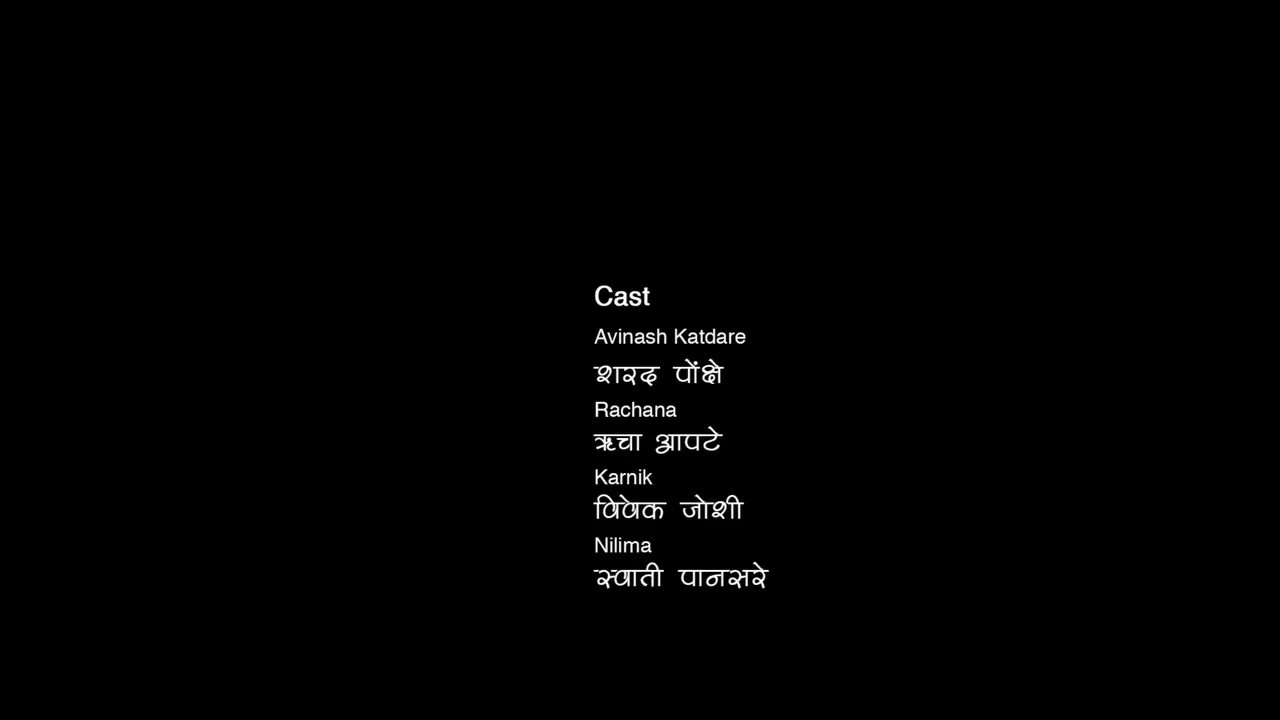 Cast
Avinash Katdare
शरद पोंक्षे
Rachana
ऋचा आपटे
Karnik
विवेक जोशी
Nilima
स्वाती पानसरे